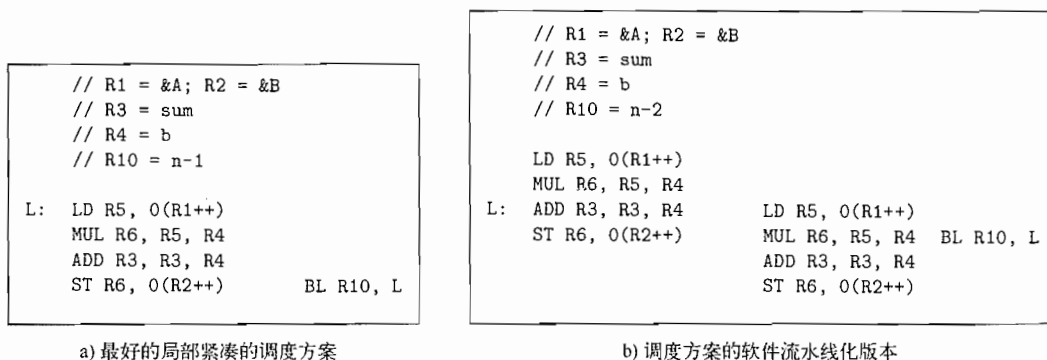 // R1 = &A; R2 = &B
// R3 = sum
// R4 = b
// R10 = n-1
L: LD R5, 0(R1++)
MUL R6, R5, R4
ADD R3, R3, R4
ST R6, 0(R2++) BL R10, L
a) 最好的局部紧凑的调度方案
// R1 = &A; R2 = &B
// R3 = sum
// R4 = b
// R10 = n-2
LD R5, 0(R1++)
MUL R6, R5, R4
L: ADD R3, R3, R4 LD R5, 0(R1++)
ST R6, 0(R2++) MUL R6, R5, R4 BL R10, L
ADD R3, R3, R4
ST R6, 0(R2++)
b) 调度方案的软件流水线化版本